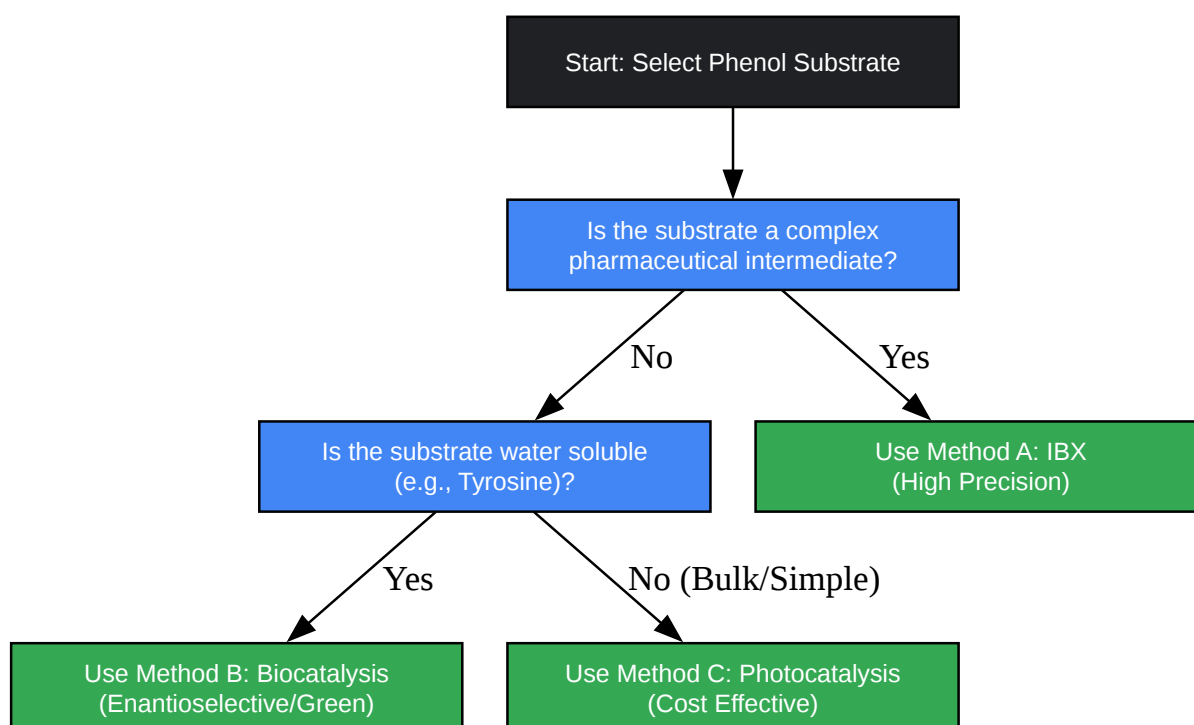 Start: Select Phenol Substrate
Is the substrate a complex
pharmaceutical intermediate?
No
Yes
Is the substrate water soluble
(e.g., Tyrosine)?
Use Method A: IBX
(High Precision)
Yes
No (Bulk/Simple)
Use Method B: Biocatalysis
(Enantioselective/Green)
Use Method C: Photocatalysis
(Cost Effective)